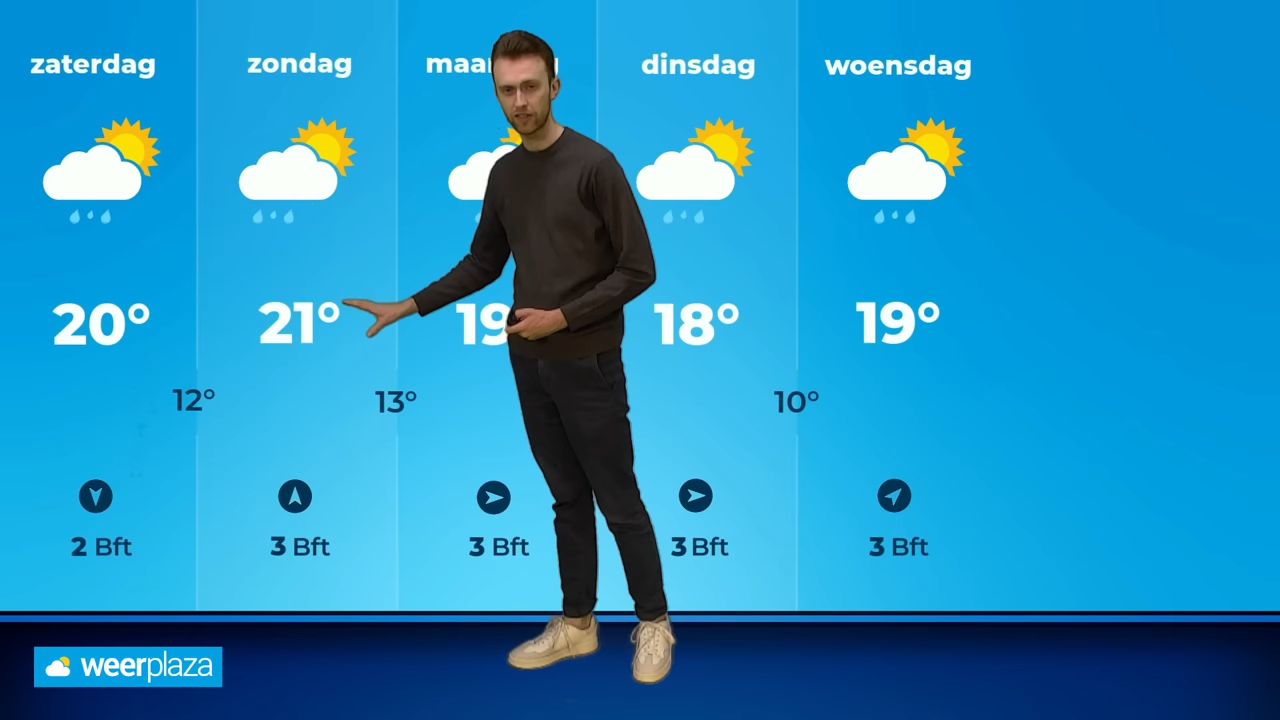 zaterdag
zondag
dinsdag
woensdag
20°
21°
18°
19°
12°
13°
10°
2 Bft
3 Bft
3 Bft
3 Bft
3 Bft
weerplaza